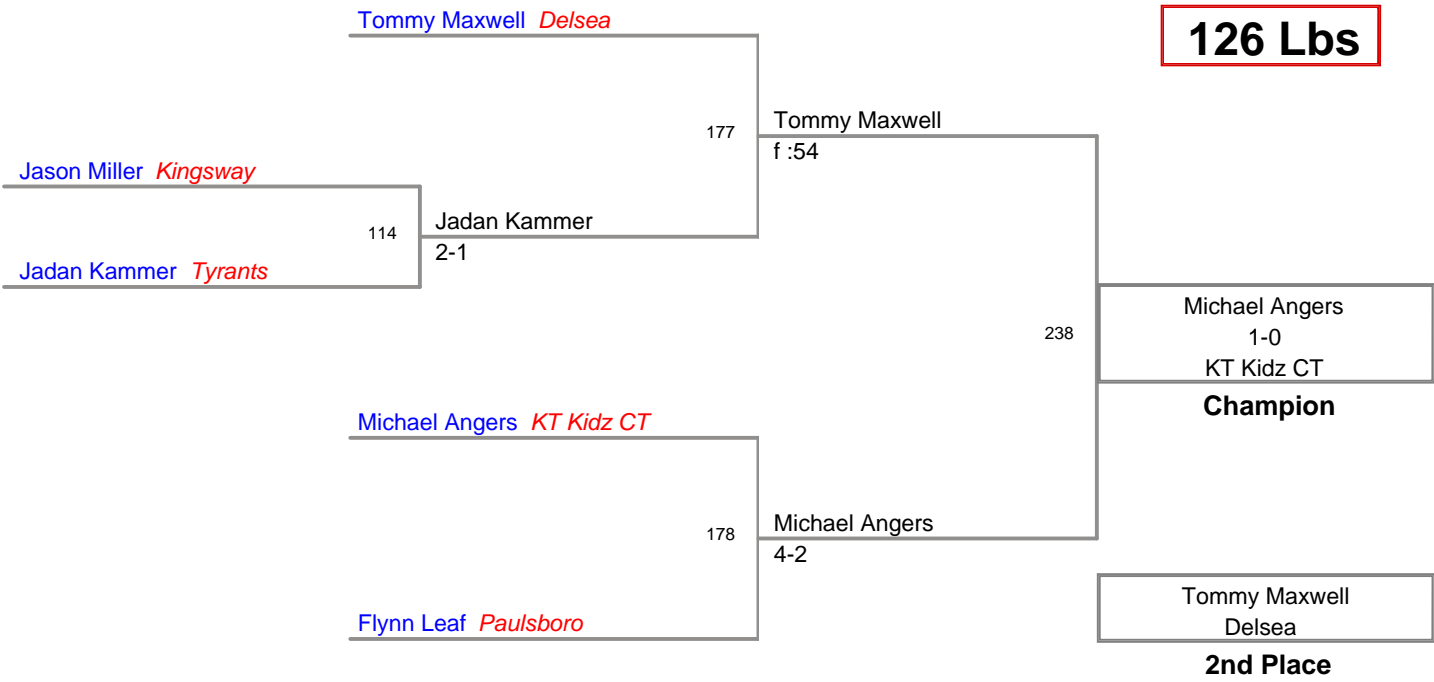 Tommy Maxwell Delsea
126 Lbs
177
Tommy Maxwell
f :54
Jason Miller Kingsway
114
Jadan Kammer
2-1
Jadan Kammer Tyrants
238
Michael Angers
1-0
KT Kidz CT
Champion
Michael Angers KT Kidz CT
178
Michael Angers
4-2
Flynn Leaf Paulsboro
Tommy Maxwell
Delsea
2nd Place